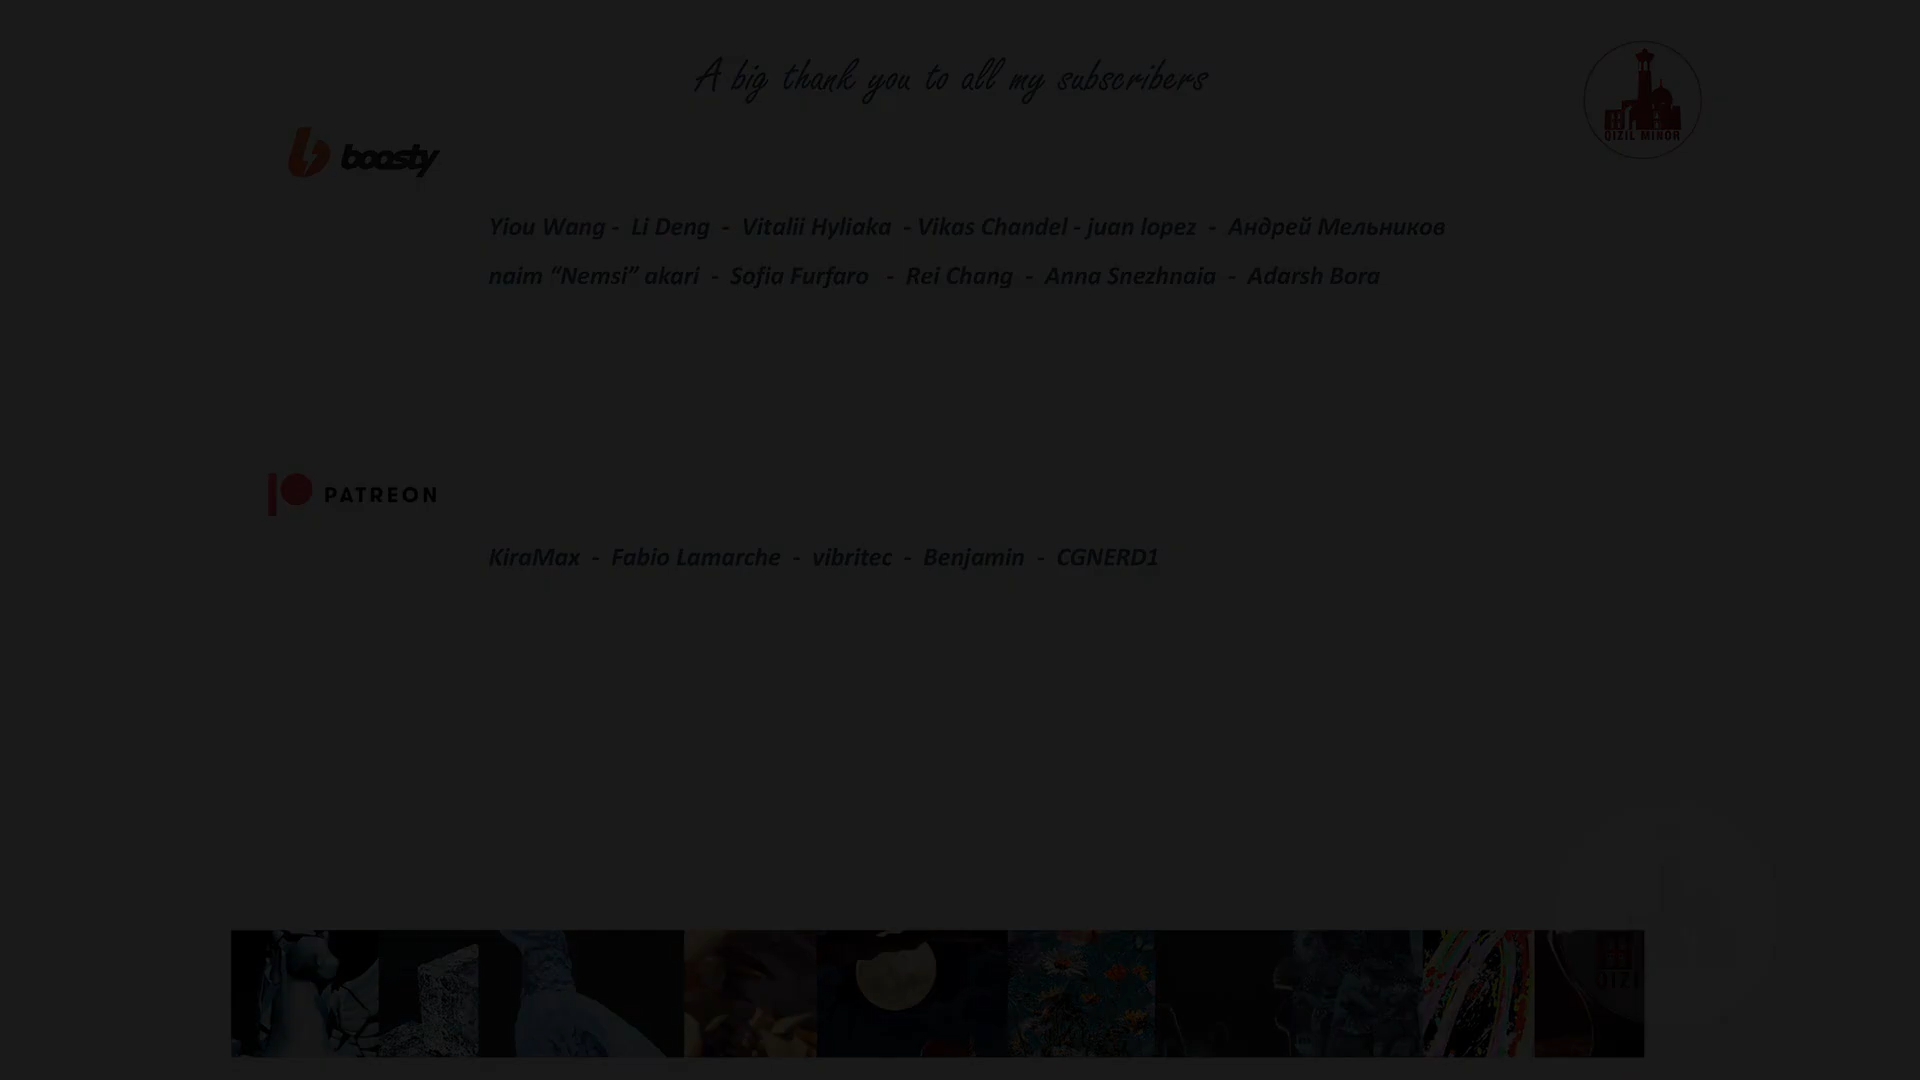 A big thank you to all my subscribers
QIZIL MINOR
boosty
Yiou Wang - Li Deng - Vitalii Hyliaka - Vikas Chandel - juan lopez - Андрей Мельников
naim “Nemsi” akari - Sofia Furfaro - Rei Chang - Anna Snezhnaia - Adarsh Bora
PATREON
KiraMax - Fabio Lamarche - vibritec - Benjamin - CGNERD1